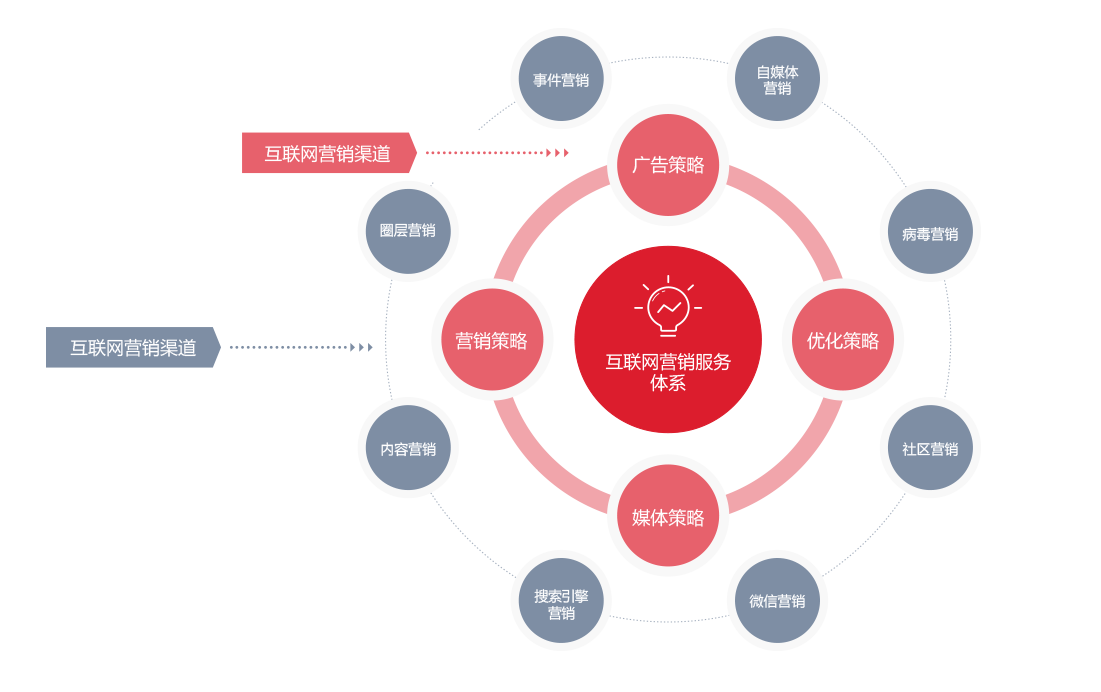 事件营销
自媒体
营销
互联网营销渠道
广告策略
圈层营销
病毒营销
营销策略
优化策略
互联网营销渠道
互联网营销服务
体系
内容营销
社区营销
媒体策略
搜索引擎
营销
微信营销